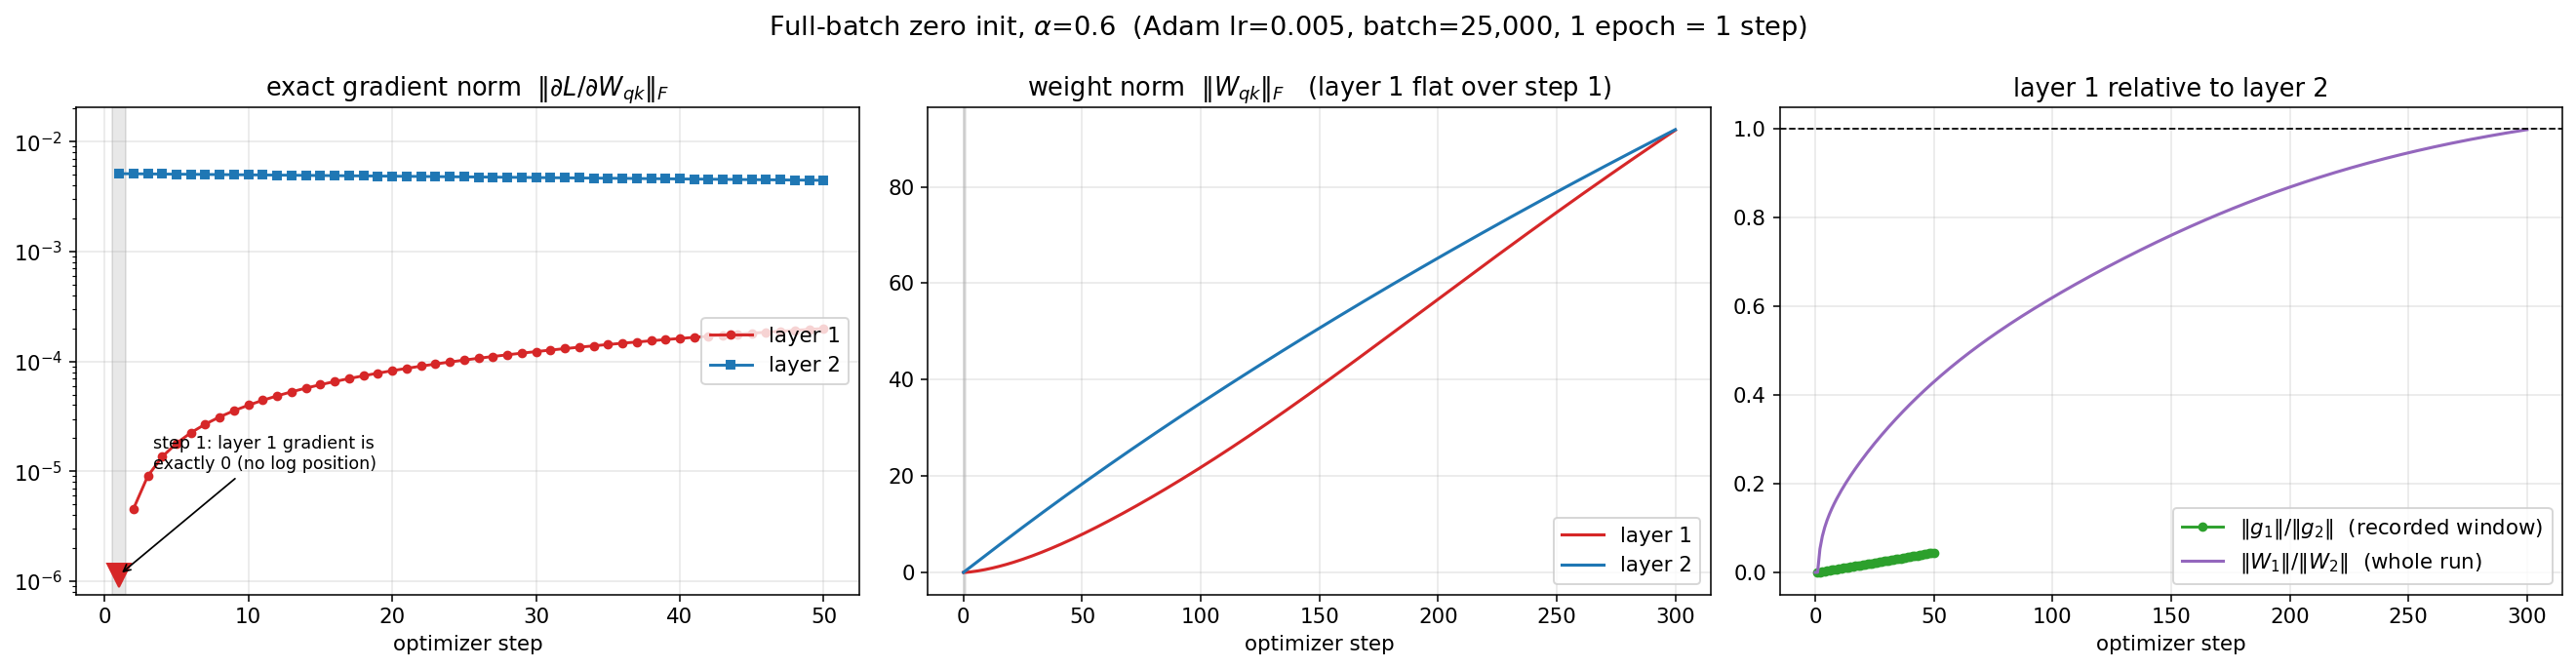 Full-batch zero init, α=0.6 (Adam lr=0.005, batch=25,000, 1 epoch = 1 step)
exact gradient norm ‖∂L/∂W_qk‖_F
10⁻²
10⁻³
10⁻⁴
10⁻⁵
10⁻⁶
step 1: layer 1 gradient is
exactly 0 (no log position)
layer 1
layer 2
0 10 20 30 40 50
optimizer step
weight norm ‖W_qk‖_F (layer 1 flat over step 1)
80
60
40
20
0
layer 1
layer 2
0 50 100 150 200 250 300
optimizer step
layer 1 relative to layer 2
1.0
0.8
0.6
0.4
0.2
0.0
‖g₁‖/‖g₂‖ (recorded window)
‖W₁‖/‖W₂‖ (whole run)
0 50 100 150 200 250 300
optimizer step